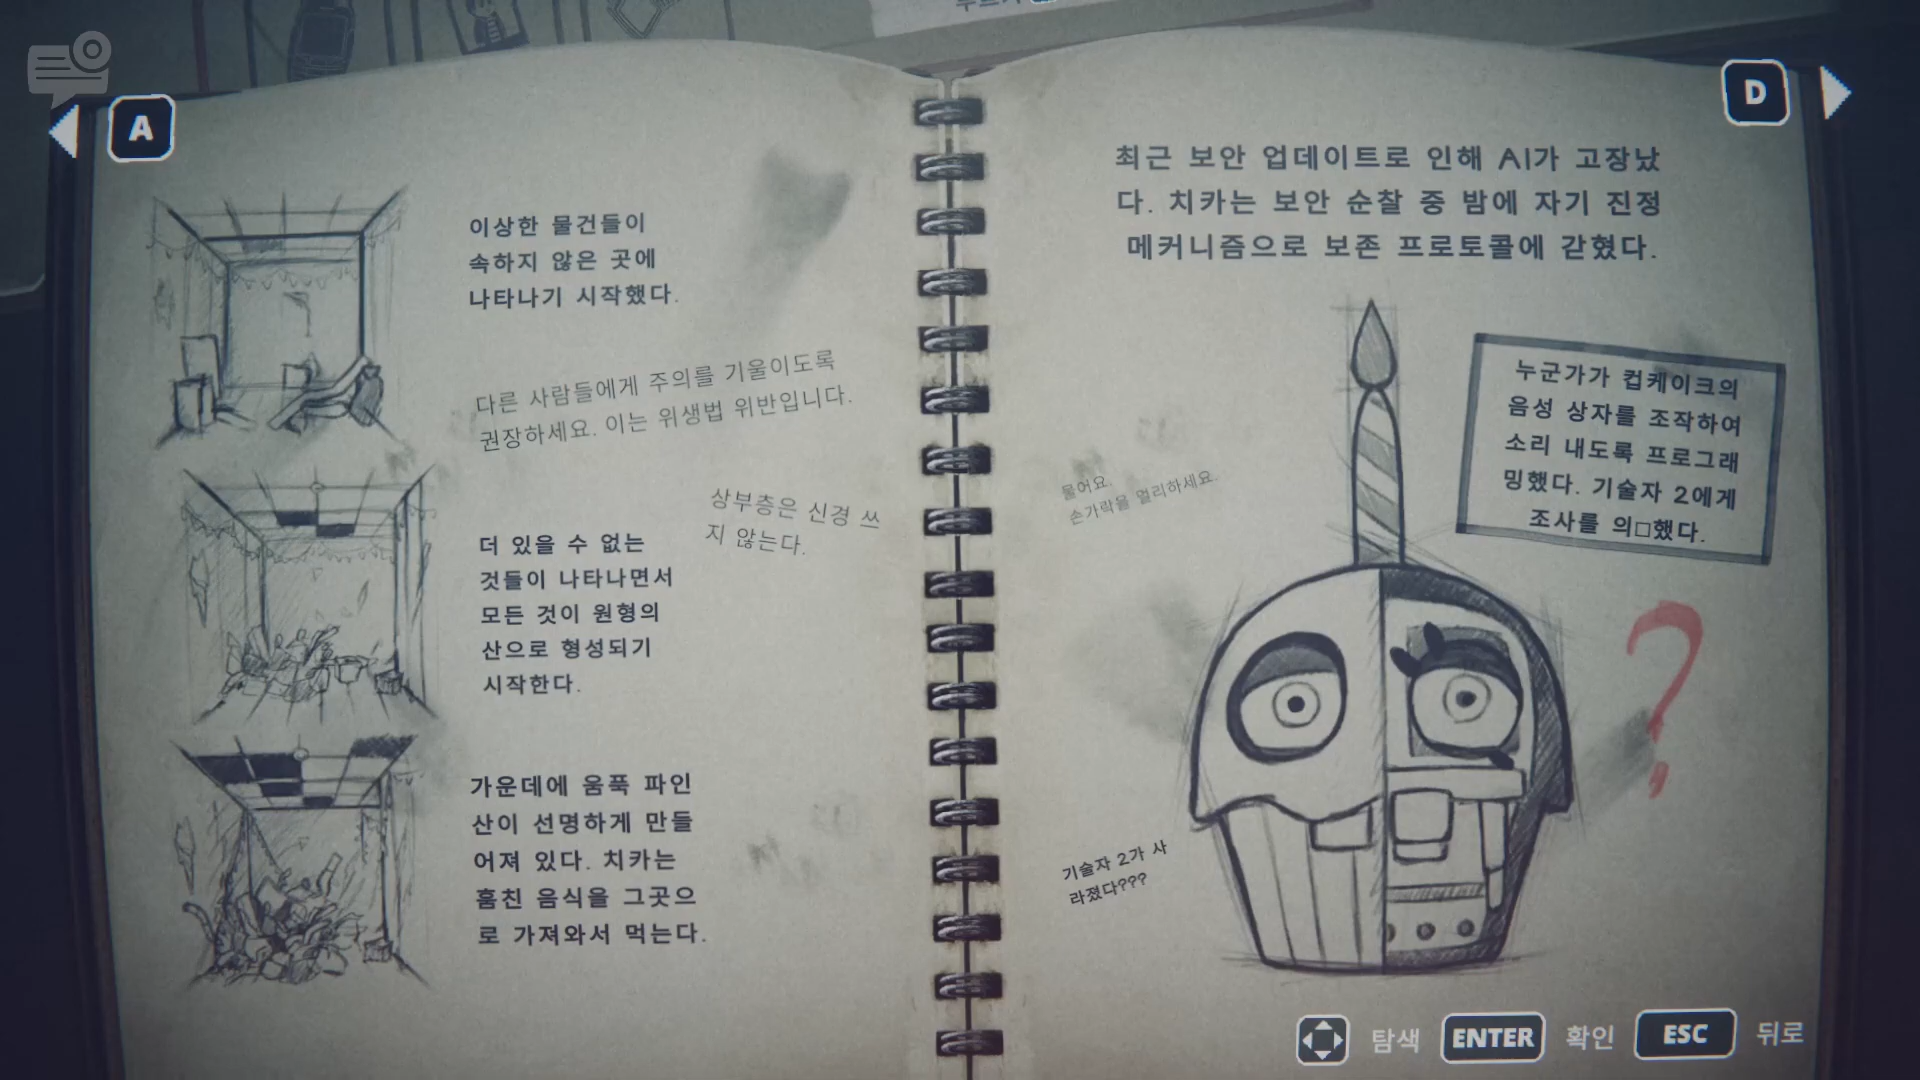 A
D
이상한 물건들이
속하지 않은 곳에
나타나기 시작했다.
다른 사람들에게 주의를 기울이도록
권장하세요. 이는 위생법 위반입니다.
상부층은 신경 쓰
지 않는다.
더 있을 수 없는
것들이 나타나면서
모든 것이 원형의
산으로 형성되기
시작한다.
가운데에 움푹 파인
산이 선명하게 만들
어져 있다. 치카는
훔친 음식을 그곳으
로 가져와서 먹는다.
최근 보안 업데이트로 인해 AI가 고장났
다. 치카는 보안 순찰 중 밤에 자기 진정
메커니즘으로 보존 프로토콜에 갇혔다.
누군가가 컵케이크의
음성 상자를 조작하여
소리 내도록 프로그래
밍했다. 기술자 2에게
조사를 의□했다.
물어요.
손가락을 멀리하세요.
?
기술자 2가 사
라졌다???
탐색 ENTER 확인 ESC 뒤로